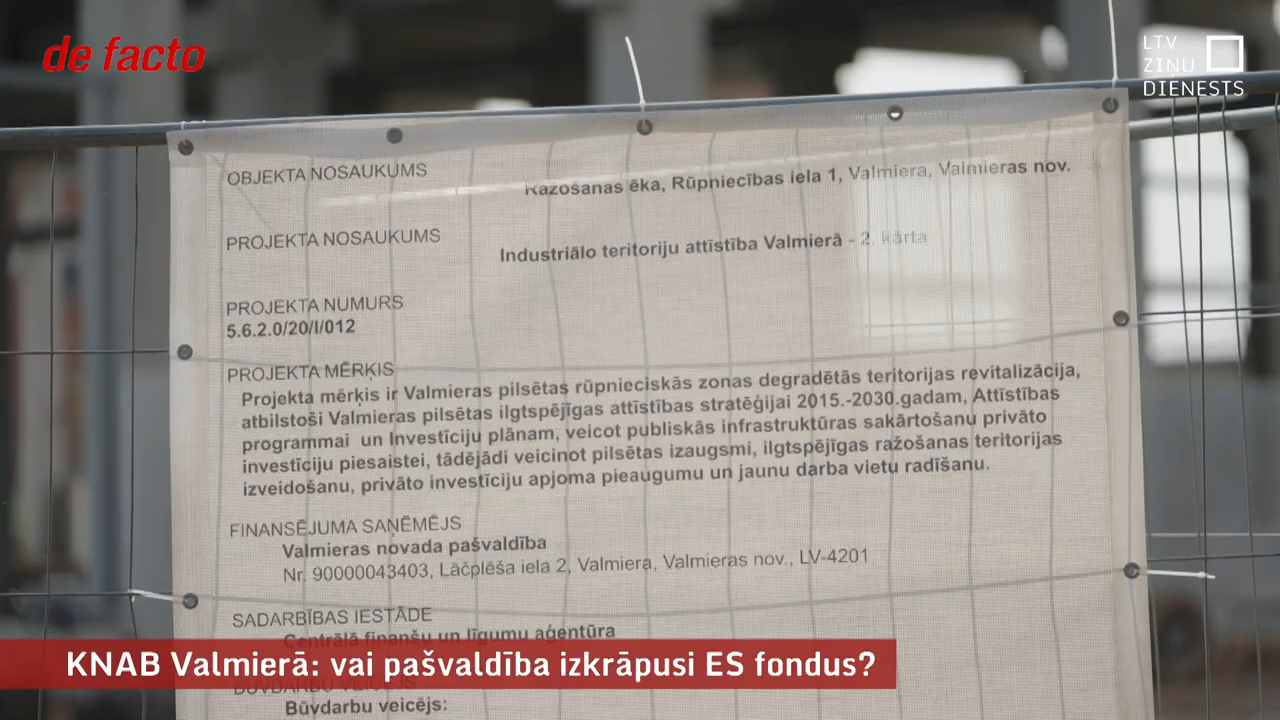 de facto
LTV
ZIŅU
DIENESTS
OBJEKTA NOSAUKUMS
Ražošanas ēka, Rūpniecības iela 1, Valmiera, Valmieras nov.
PROJEKTA NOSAUKUMS
Industriālo teritoriju attīstība Valmierā - 2. kārta
PROJEKTA NUMURS
5.6.2.0/20/I/012
PROJEKTA MĒRĶIS
Projekta mērķis ir Valmieras pilsētas rūpnieciskās zonas degradētās teritorijas revitalizācija,
atbilstoši Valmieras pilsētas ilgtspējīgas attīstības stratēģijai 2015.-2030.gadam, Attīstības
programmai un Investīciju plānam, veicot publiskās infrastruktūras sakārtošanu privāto
investīciju piesaistei, tādējādi veicinot pilsētas izaugsmi, ilgtspējīgas ražošanas teritorijas
izveidošanu, privāto investīciju apjoma pieaugumu un jaunu darba vietu radīšanu.
FINANSĒJUMA SAŅĒMĒJS
Valmieras novada pašvaldība
Nr. 90000043403, Lāčplēša iela 2, Valmiera, Valmieras nov., LV-4201
SADARBĪBAS IESTĀDE
Centrālā finanšu un līgumu aģentūra
KNAB Valmierā: vai pašvaldība izkrāpusi ES fondus?
BŪVDARBU VEICĒJS
Būvdarbu veicējs: